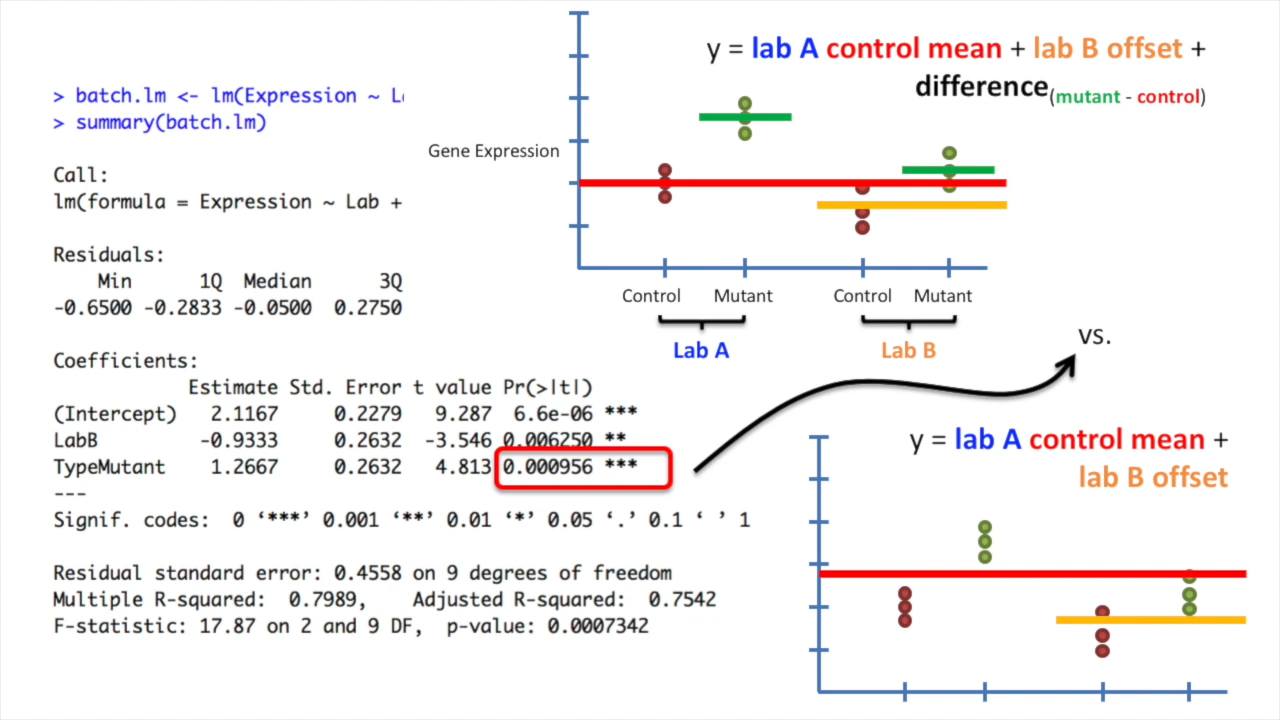 > batch.lm <- lm(Expression ~ L
> summary(batch.lm)
Call:
lm(formula = Expression ~ Lab +
Residuals:
Min 1Q Median 3Q
-0.6500 -0.2833 -0.0500 0.2750
Coefficients:
Estimate Std. Error t value Pr(>|t|)
(Intercept) 2.1167 0.2279 9.287 6.6e-06 ***
LabB -0.9333 0.2632 -3.546 0.006250 **
TypeMutant 1.2667 0.2632 4.813 0.000956 ***
---
Signif. codes: 0 ‘***’ 0.001 ‘**’ 0.01 ‘*’ 0.05 ‘.’ 0.1 ‘ ’ 1
Residual standard error: 0.4558 on 9 degrees of freedom
Multiple R-squared: 0.7989, Adjusted R-squared: 0.7542
F-statistic: 17.87 on 2 and 9 DF, p-value: 0.0007342
y = lab A control mean + lab B offset +
difference(mutant - control)
Gene Expression
Control Mutant Control Mutant
Lab A Lab B
vs.
y = lab A control mean +
lab B offset